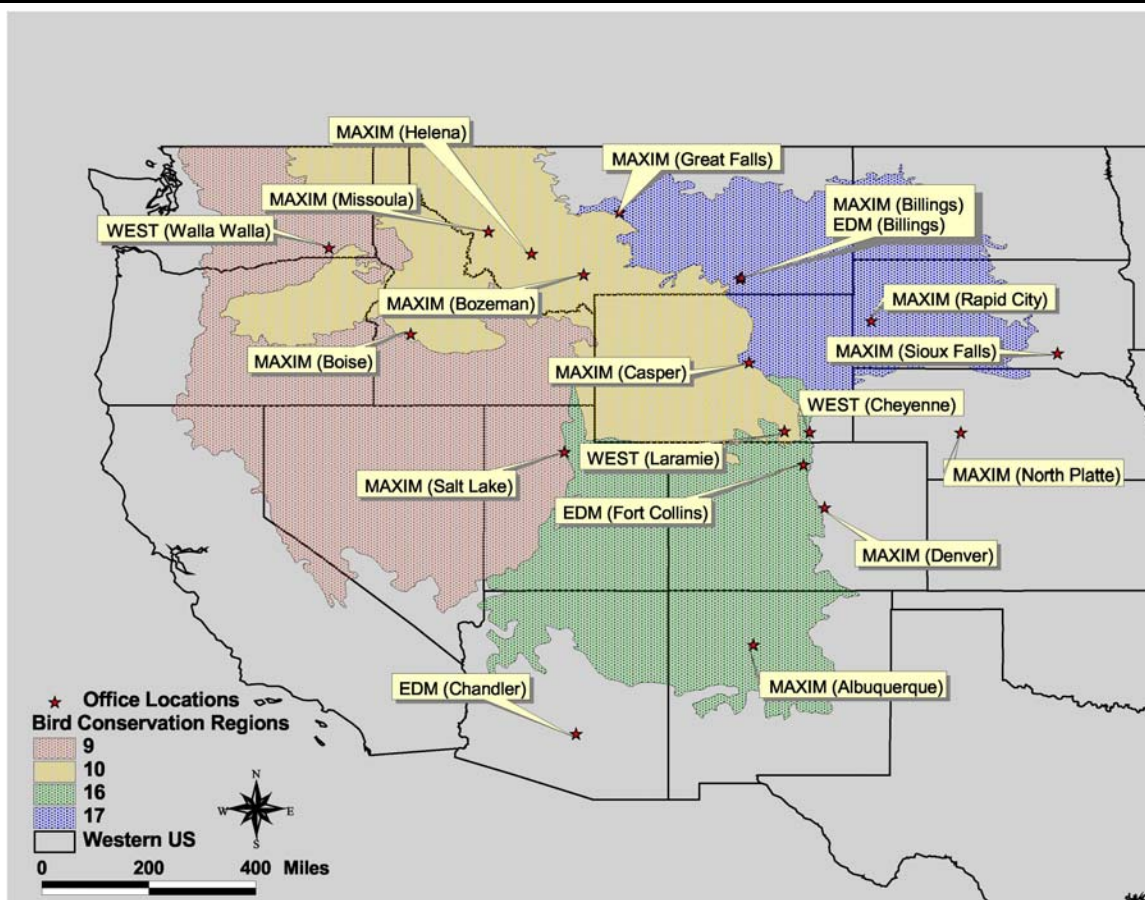 MAXIM (Helena)
MAXIM (Great Falls)
MAXIM (Missoula)
MAXIM (Billings)
EDM (Billings)
WEST (Walla Walla)
MAXIM (Bozeman)
MAXIM (Rapid City)
MAXIM (Boise)
MAXIM (Sioux Falls)
MAXIM (Casper)
WEST (Cheyenne)
WEST (Laramie)
MAXIM (North Platte)
MAXIM (Salt Lake)
EDM (Fort Collins)
MAXIM (Denver)
EDM (Chandler)
MAXIM (Albuquerque)
Office Locations
Bird Conservation Regions
9
10
16
17
Western US
N
W E
S
0 200 400 Miles